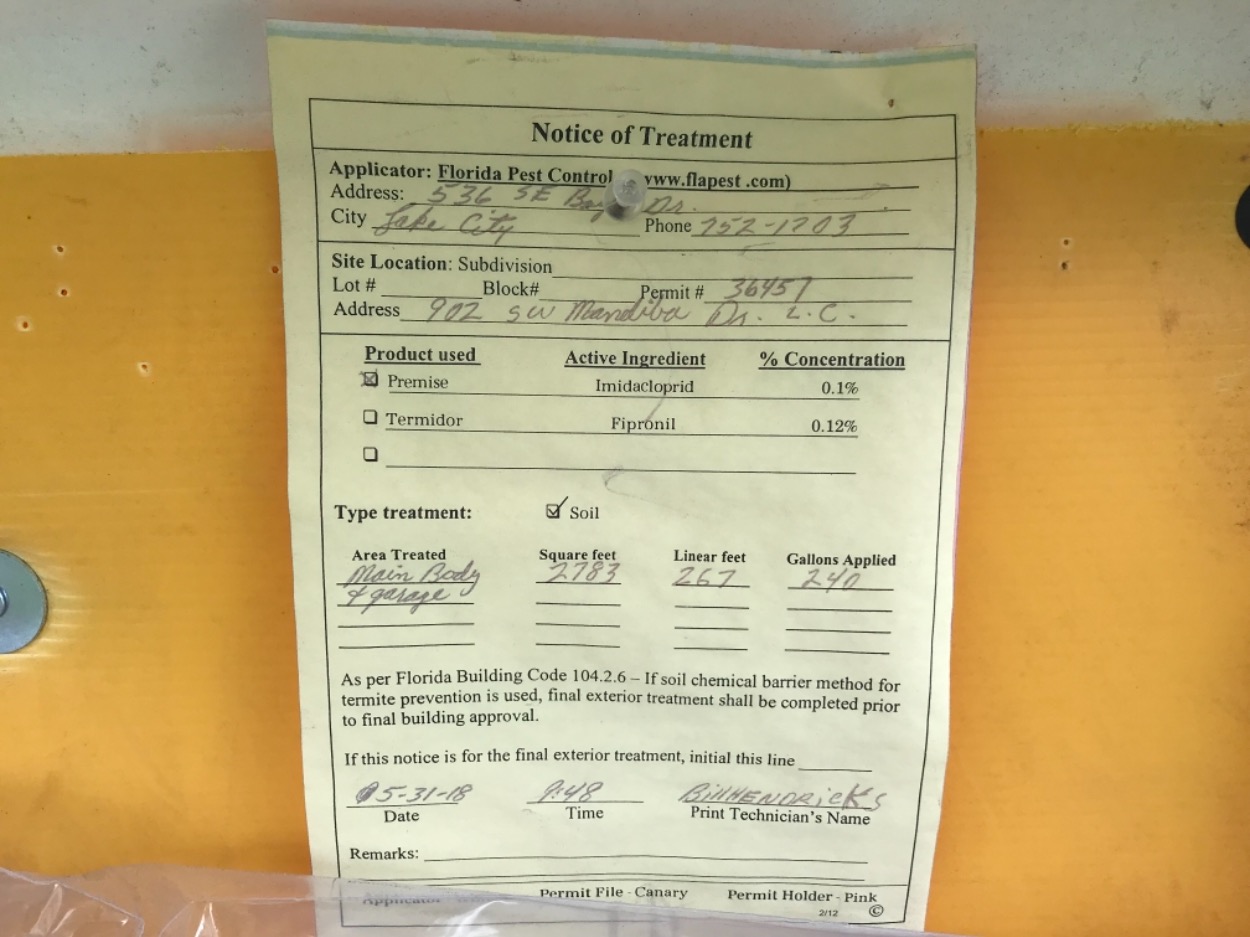 Notice of Treatment
Applicator: Florida Pest Control www.flapest .com)
Address: 536 SE Dr.
City Lake City Phone 752-1703
Site Location: Subdivision
Lot # Block# Permit # 36457
Address 902 SW Mandiba Dr. L.C.
Product used Active Ingredient % Concentration
☒ Premise Imidacloprid 0.1%
❑ Termidor Fipronil 0.12%
❑
Type treatment: ☑ Soil
Area Treated Square feet Linear feet Gallons Applied
Main Body 2783 267 240
& garage
As per Florida Building Code 104.2.6 – If soil chemical barrier method for
termite prevention is used, final exterior treatment shall be completed prior
to final building approval.
If this notice is for the final exterior treatment, initial this line
5-31-18 9:48 Bill HENDRICKS
Date Time Print Technician's Name
Remarks:
Applicator Permit File - Canary Permit Holder - Pink
2/12 ©